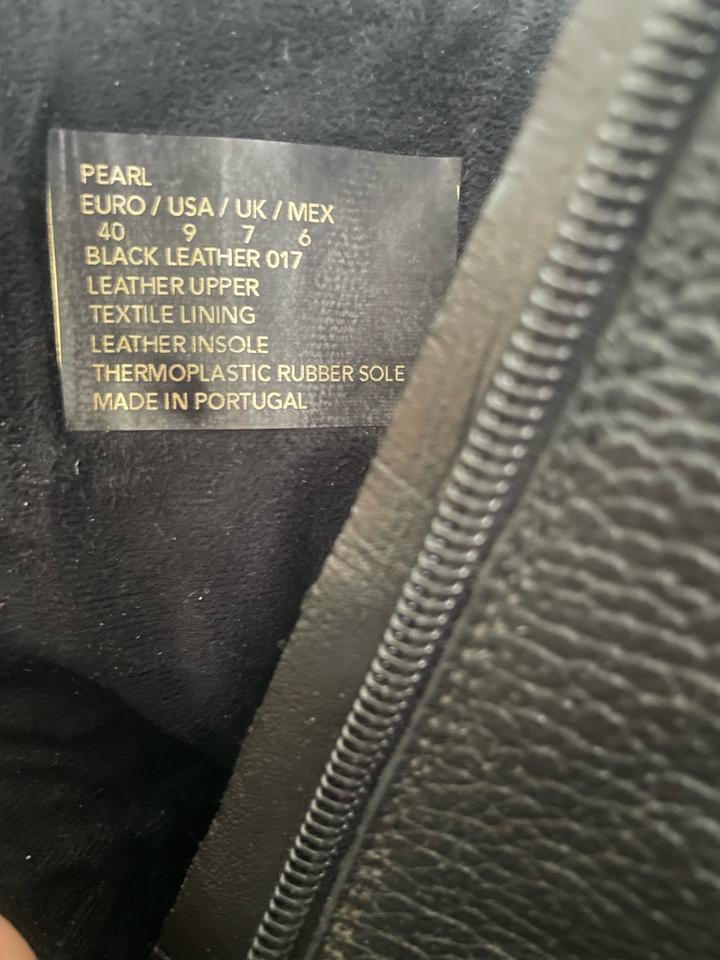 PEARL
EURO / USA / UK / MEX
40 9 7 6
BLACK LEATHER 017
LEATHER UPPER
TEXTILE LINING
LEATHER INSOLE
THERMOPLASTIC RUBBER SOLE
MADE IN PORTUGAL